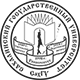 САХАЛИНСКИЙ ГОСУДАРСТВЕННЫЙ УНИВЕРСИТЕТ
СахГУ